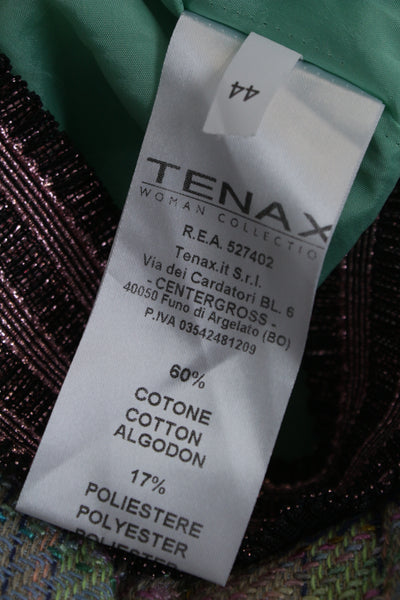 44
TENAX
WOMAN COLLECTIO
R.E.A. 527402
Tenax.it S.r.l.
Via dei Cardatori BL. 6
- CENTERGROSS -
40050 Funo di Argelato (BO)
P.IVA 03542481209
60%
COTONE
COTTON
ALGODON
17%
POLIESTERE
POLYESTER